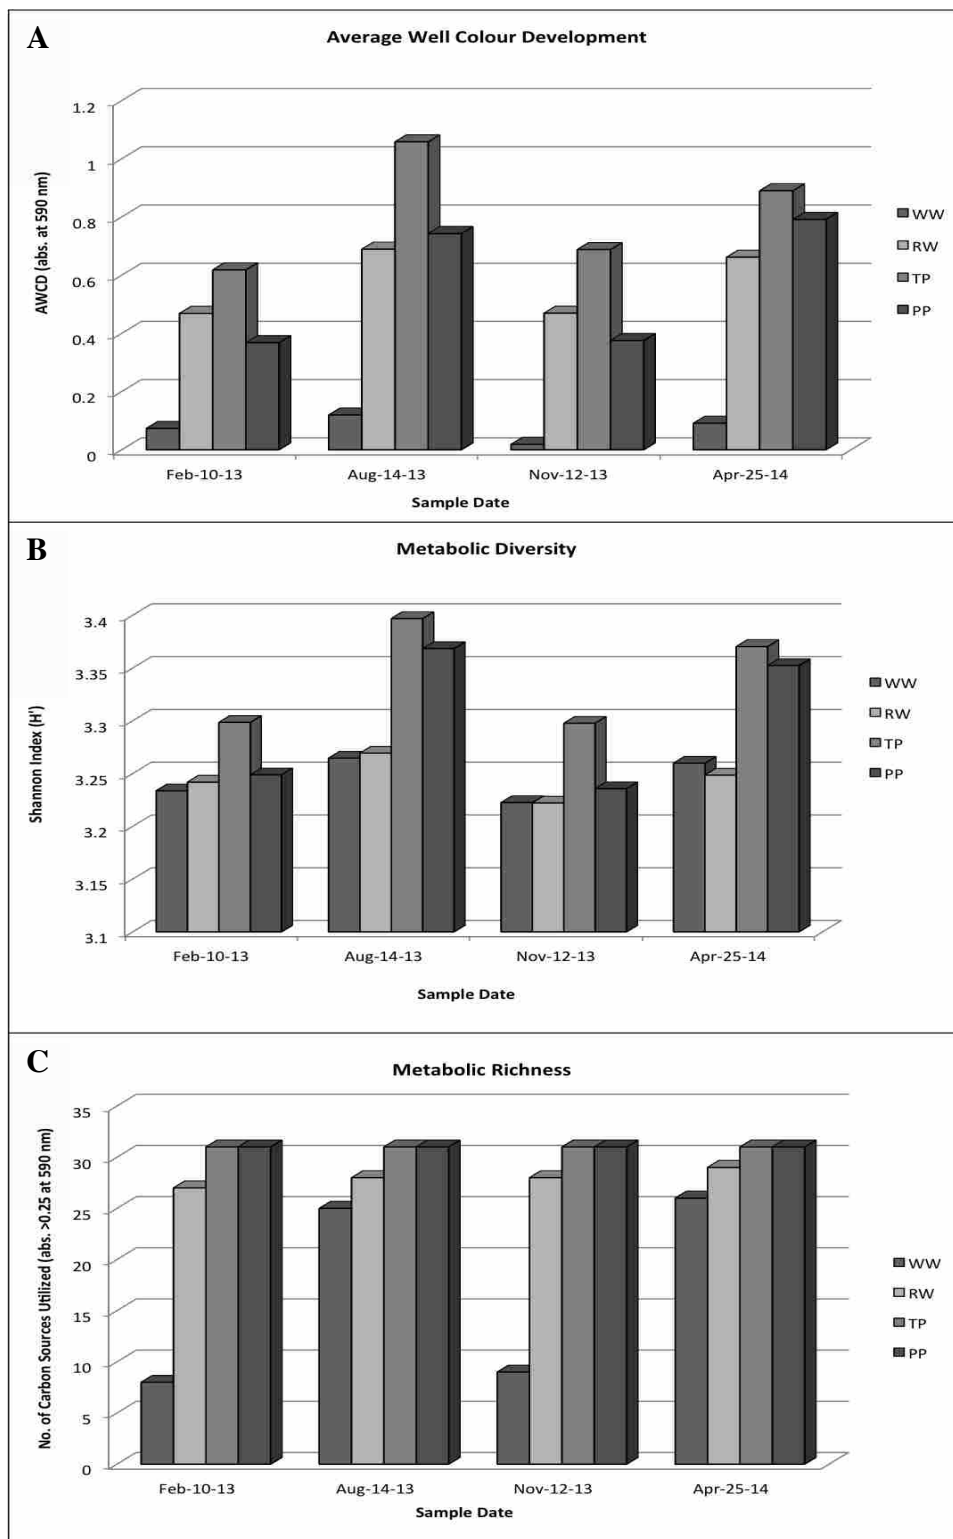 A
Average Well Colour Development
AWCD (abs. at 590 nm)
1.2
1
0.8
0.6
0.4
0.2
0
Feb-10-13 Aug-14-13 Nov-12-13 Apr-25-14
Sample Date
WW
RW
TP
PP
B
Metabolic Diversity
Shannon Index (H')
3.4
3.35
3.3
3.25
3.2
3.15
3.1
Feb-10-13 Aug-14-13 Nov-12-13 Apr-25-14
Sample Date
WW
RW
TP
PP
C
Metabolic Richness
No. of Carbon Sources Utilized (abs. >0.25 at 590 nm)
35
30
25
20
15
10
5
0
Feb-10-13 Aug-14-13 Nov-12-13 Apr-25-14
Sample Date
WW
RW
TP
PP